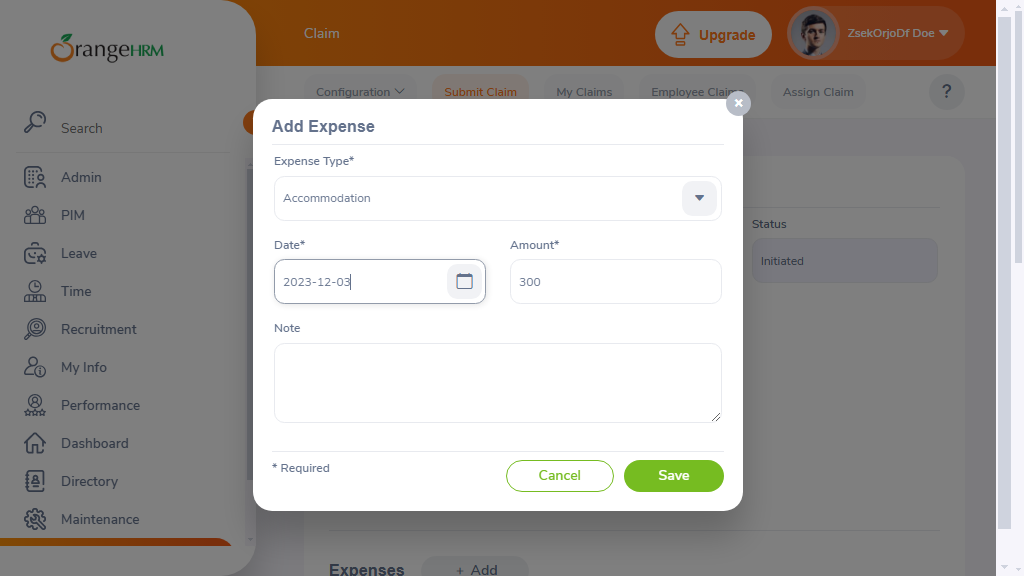 OrangeHRM
Claim
Upgrade
ZsekOrjoDf Doe
Search
Admin
PIM
Leave
Time
Recruitment
My Info
Performance
Dashboard
Directory
Maintenance
Configuration
Submit Claim
My Claims
Employee Claims
Assign Claim
?
Add Expense
Expense Type*
Accommodation
Date*
Amount*
2023-12-03
300
Note
* Required
Cancel
Save
Status
Initiated
Expenses
+ Add